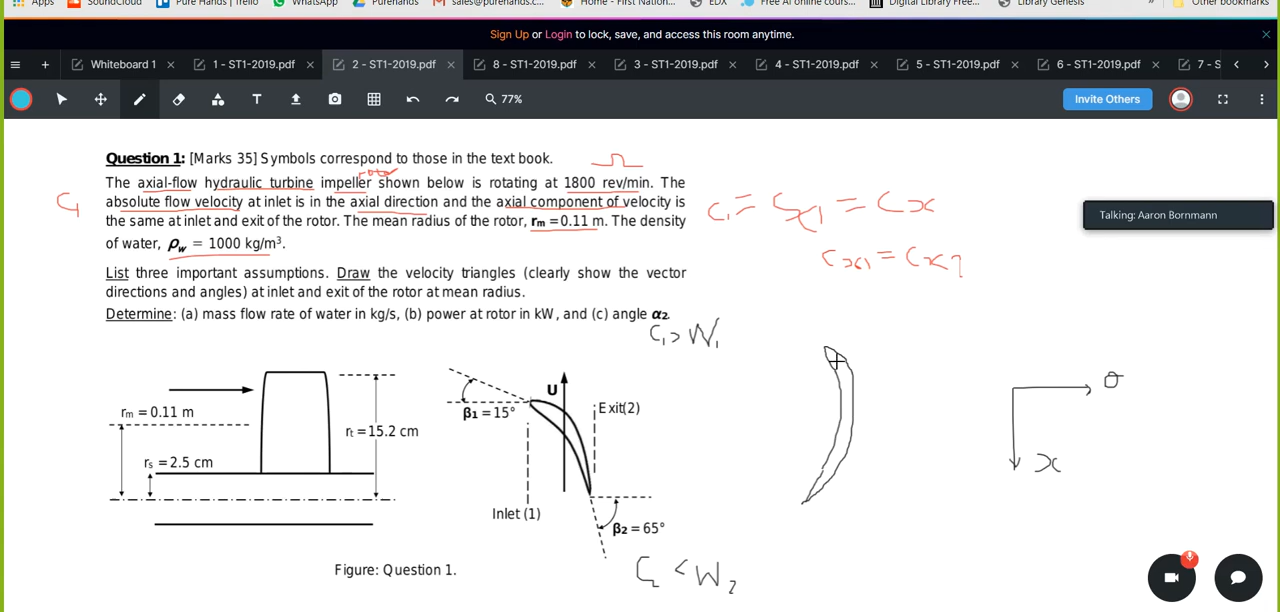 Apps SoundCloud Pure Hands | Trello WhatsApp Purehands sales@purehands.co... Home - First Nation... EDX Free AI online cours... Digital Library Free... Library Genesis » Other bookmarks
Sign Up or Login to lock, save, and access this room anytime.
Whiteboard 1 1 - ST1-2019.pdf 2 - ST1-2019.pdf 8 - ST1-2019.pdf 3 - ST1-2019.pdf 4 - ST1-2019.pdf 5 - ST1-2019.pdf 6 - ST1-2019.pdf 7 - S
77% Invite Others
Talking: Aaron Bornmann
Question 1: [Marks 35] Symbols correspond to those in the text book.
Ω
rotor
The axial-flow hydraulic turbine impeller shown below is rotating at 1800 rev/min. The
absolute flow velocity at inlet is in the axial direction and the axial component of velocity is
the same at inlet and exit of the rotor. The mean radius of the rotor, rm = 0.11 m. The density
of water, ρw = 1000 kg/m³.
C1
C1 = Cx1 = Cx
Cx1 = Cx2
List three important assumptions. Draw the velocity triangles (clearly show the vector
directions and angles) at inlet and exit of the rotor at mean radius.
Determine: (a) mass flow rate of water in kg/s, (b) power at rotor in kW, and (c) angle α2.
C1 > W1
rm = 0.11 m
rt = 15.2 cm
rs = 2.5 cm
U
β1 = 15°
Exit(2)
Inlet (1)
β2 = 65°
θ
x
Figure: Question 1.
C2 < W2